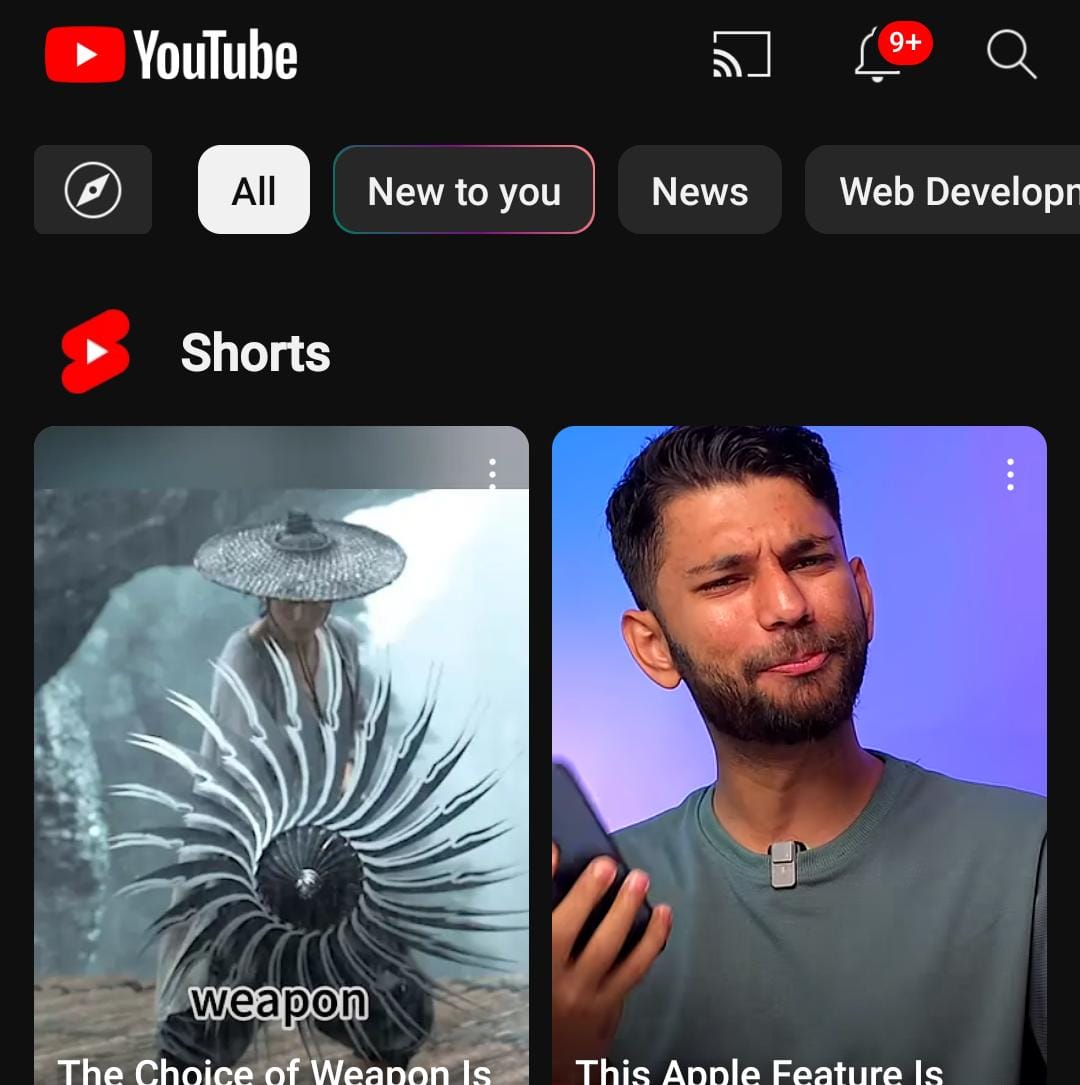 YouTube
9+
All
New to you
News
Web Developm
Shorts
weapon
The Choice of Weapon Is
This Apple Feature Is